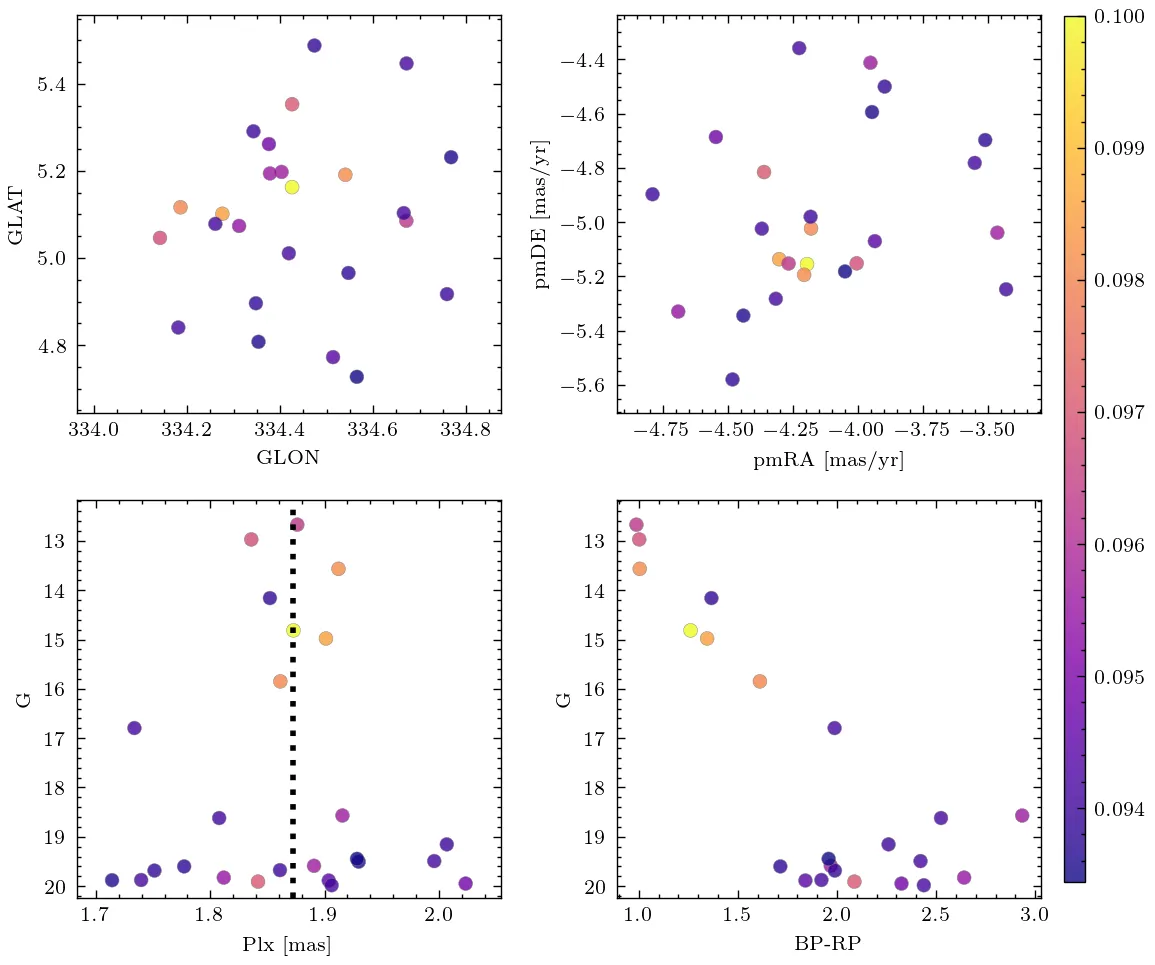 5.4
5.2
5.0
4.8
GLAT
334.0 334.2 334.4 334.6 334.8
GLON
−4.4
−4.6
−4.8
−5.0
−5.2
−5.4
−5.6
pmDE [mas/yr]
−4.75 −4.50 −4.25 −4.00 −3.75 −3.50
pmRA [mas/yr]
13
14
15
16
17
18
19
20
G
1.7 1.8 1.9 2.0
Plx [mas]
13
14
15
16
17
18
19
20
G
1.0 1.5 2.0 2.5 3.0
BP-RP
0.100
0.099
0.098
0.097
0.096
0.095
0.094